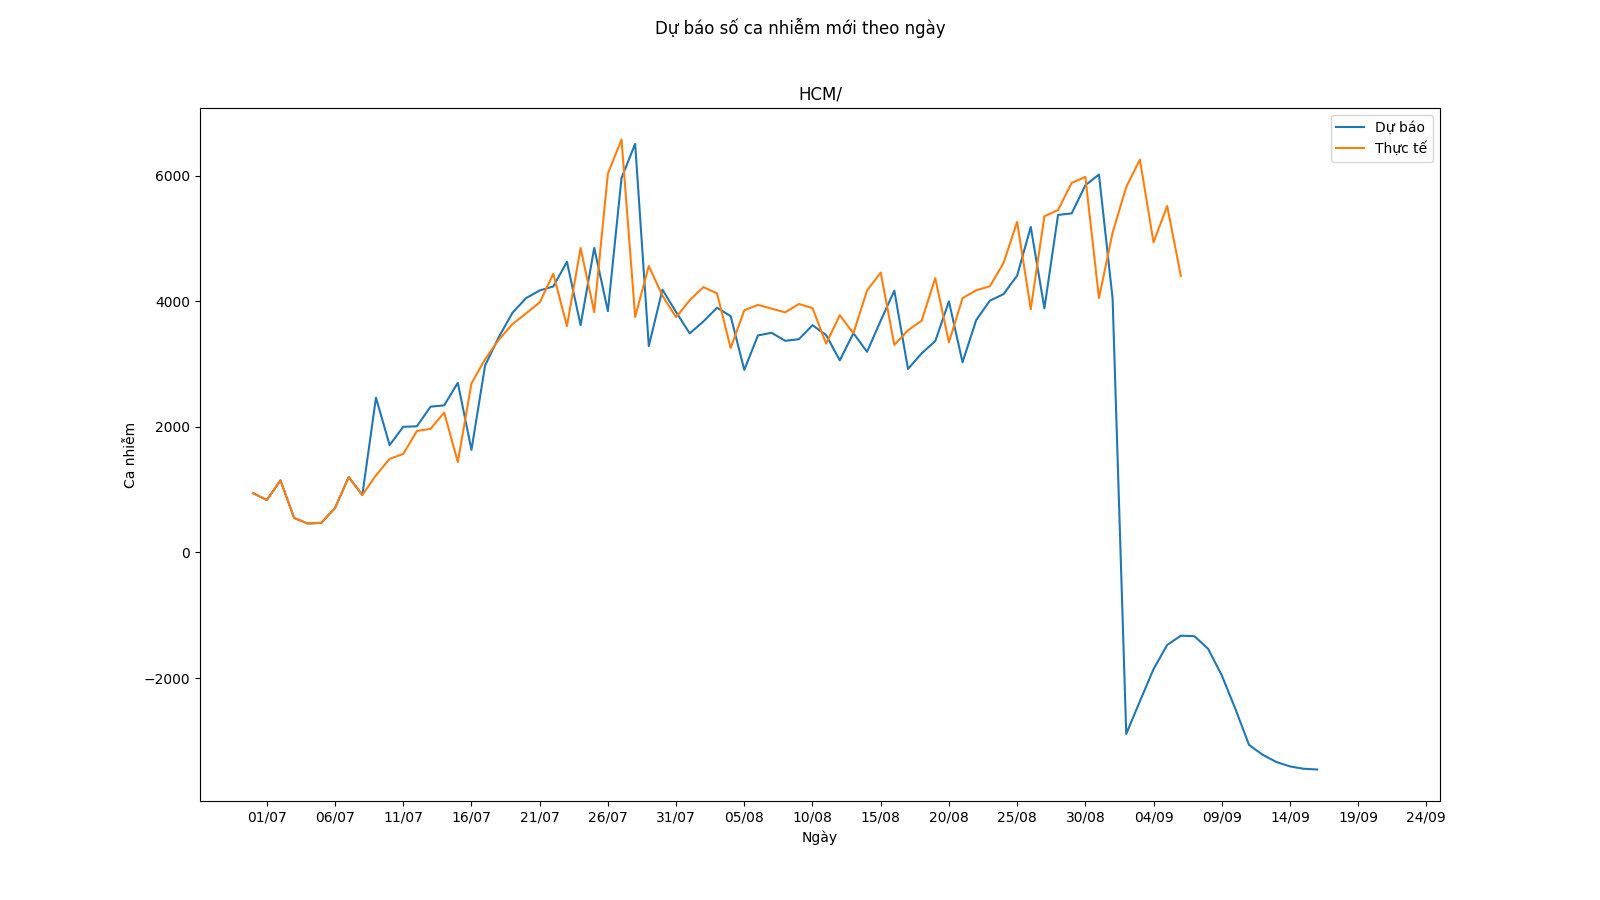 Dự báo số ca nhiễm mới theo ngày
HCM/
Dự báo
Thực tế
6000
4000
2000
0
−2000
Ca nhiễm
01/07 06/07 11/07 16/07 21/07 26/07 31/07 05/08 10/08 15/08 20/08 25/08 30/08 04/09 09/09 14/09 19/09 24/09
Ngày